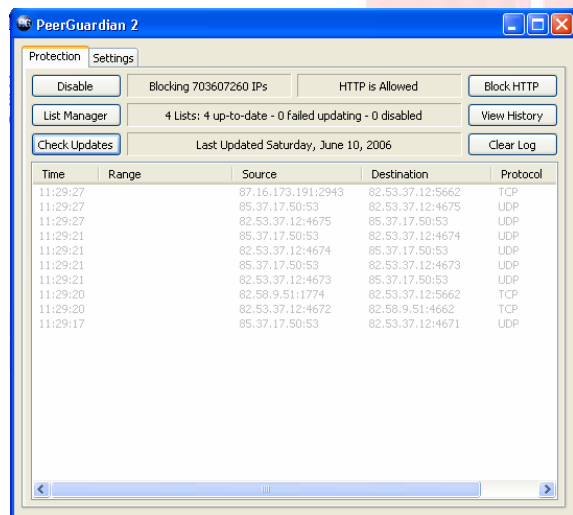 PeerGuardian 2
Protection Settings
Disable Blocking 703607260 IPs HTTP is Allowed Block HTTP
List Manager 4 Lists: 4 up-to-date - 0 failed updating - 0 disabled View History
Check Updates Last Updated Saturday, June 10, 2006 Clear Log
Time Range Source Destination Protocol
11:29:27 87.16.173.191:2943 82.53.37.12:5662 TCP
11:29:27 85.37.17.50:53 82.53.37.12:4675 UDP
11:29:27 82.53.37.12:4675 85.37.17.50:53 UDP
11:29:21 85.37.17.50:53 82.53.37.12:4674 UDP
11:29:21 82.53.37.12:4674 85.37.17.50:53 UDP
11:29:21 85.37.17.50:53 82.53.37.12:4673 UDP
11:29:21 82.53.37.12:4673 85.37.17.50:53 UDP
11:29:20 82.58.9.51:1774 82.53.37.12:5662 TCP
11:29:20 82.53.37.12:4672 82.58.9.51:4662 TCP
11:29:17 85.37.17.50:53 82.53.37.12:4671 UDP